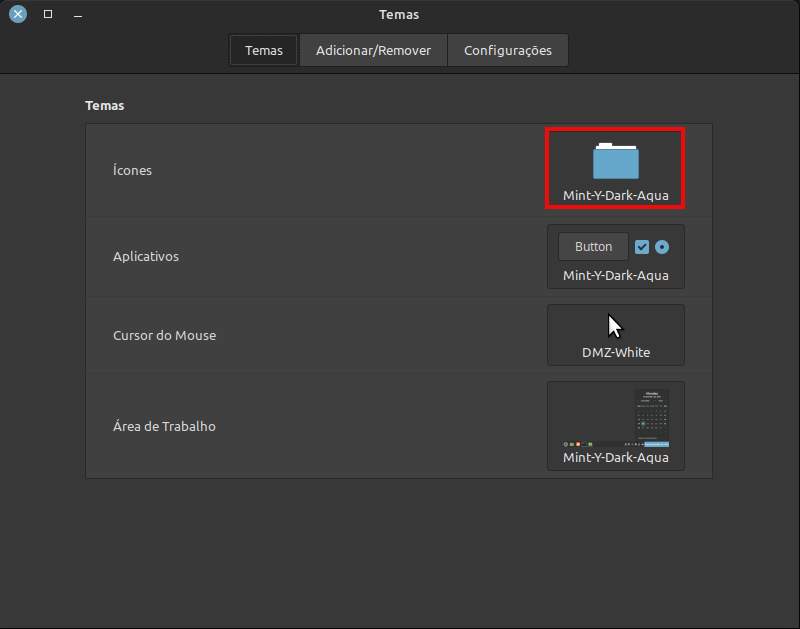 Temas
Temas
Adicionar/Remover
Configurações
Temas
Ícones
Mint-Y-Dark-Aqua
Aplicativos
Button
Mint-Y-Dark-Aqua
Cursor do Mouse
DMZ-White
Área de Trabalho
Mint-Y-Dark-Aqua